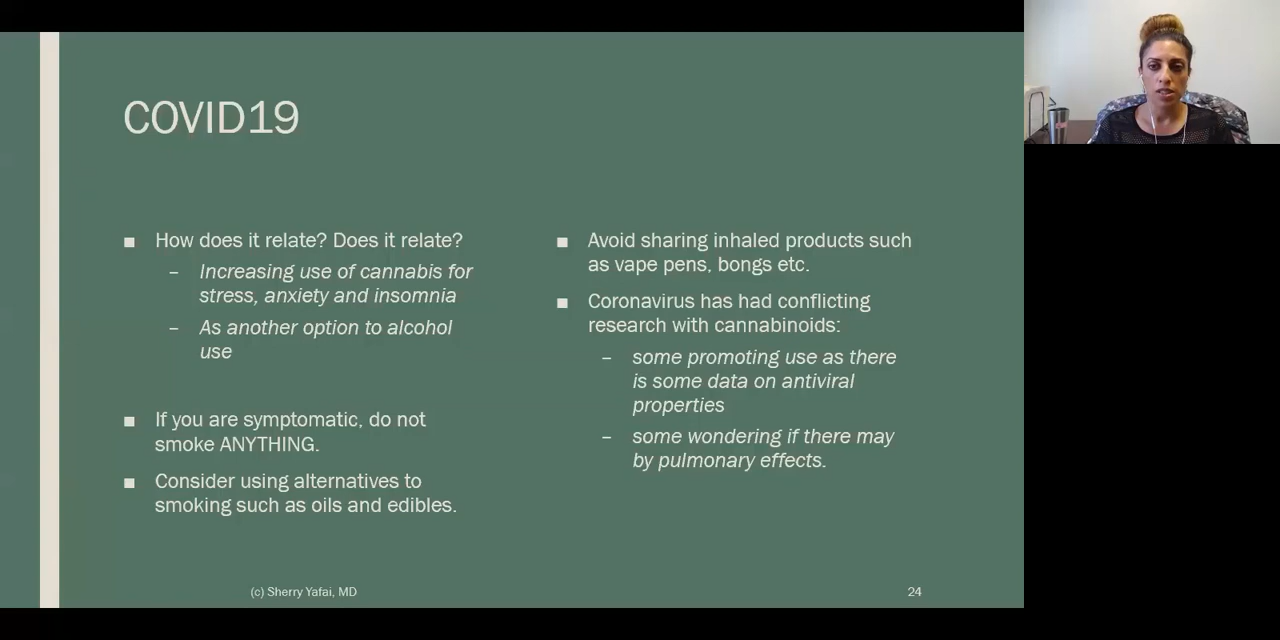 COVID19
■ How does it relate? Does it relate?
– Increasing use of cannabis for
stress, anxiety and insomnia
– As another option to alcohol
use
■ If you are symptomatic, do not
smoke ANYTHING.
■ Consider using alternatives to
smoking such as oils and edibles.
■ Avoid sharing inhaled products such
as vape pens, bongs etc.
■ Coronavirus has had conflicting
research with cannabinoids:
– some promoting use as there
is some data on antiviral
properties
– some wondering if there may
by pulmonary effects.
(c) Sherry Yafai, MD
24